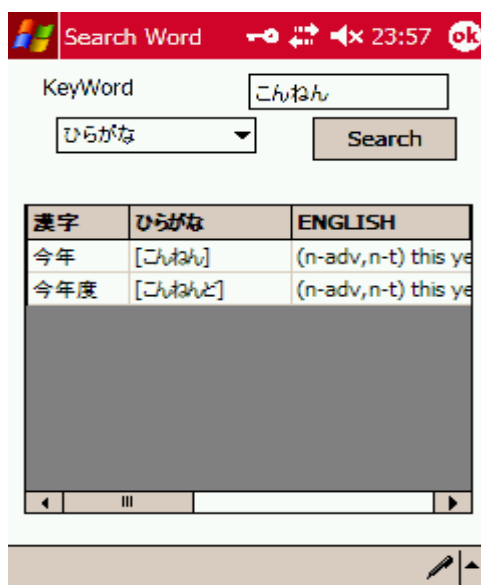 Search Word 23:57 ok
KeyWord こんねん
ひらがな Search
漢字 ひらがな ENGLISH
今年 [こんねん] (n-adv,n-t) this ye
今年度 [こんねんど] (n-adv,n-t) this ye